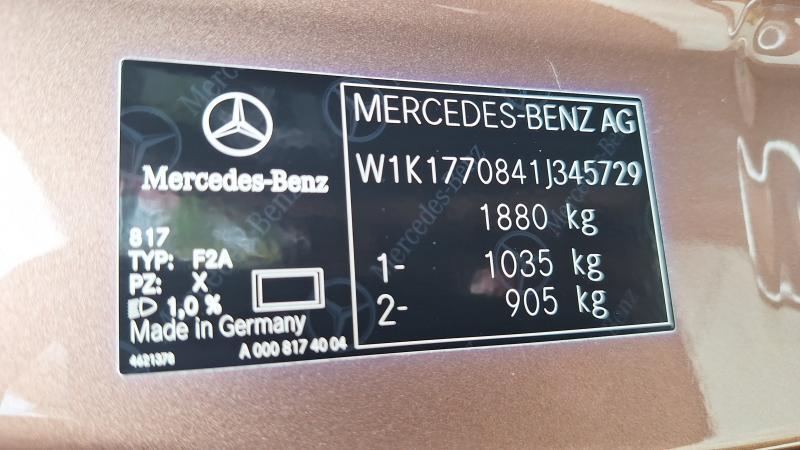 Mercedes-Benz
817
TYP: F2A
PZ: X
1,0 %
Made in Germany
4621378
A 000 817 40 04
MERCEDES-BENZ AG
W1K1770841J345729
1880 kg
1- 1035 kg
2- 905 kg